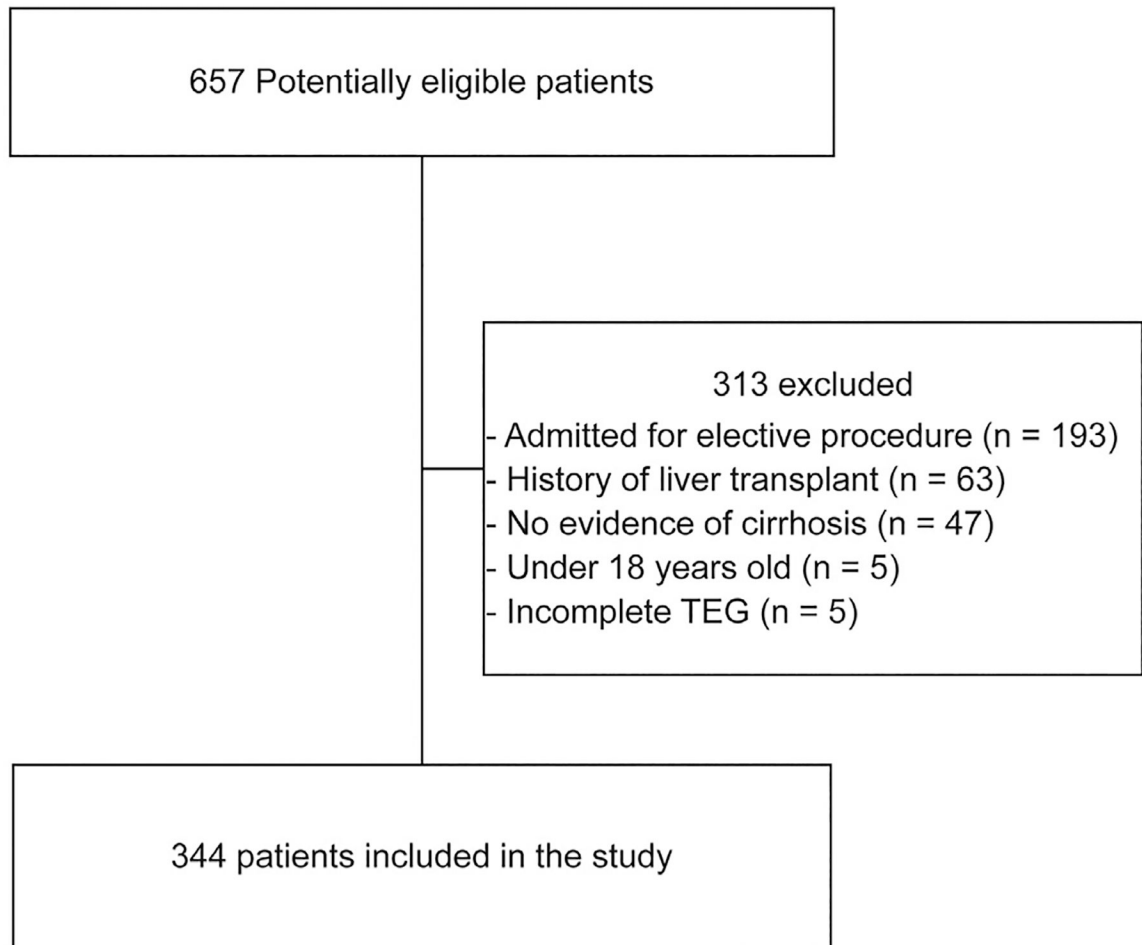 657 Potentially eligible patients
313 excluded
- Admitted for elective procedure (n = 193)
- History of liver transplant (n = 63)
- No evidence of cirrhosis (n = 47)
- Under 18 years old (n = 5)
- Incomplete TEG (n = 5)
344 patients included in the study